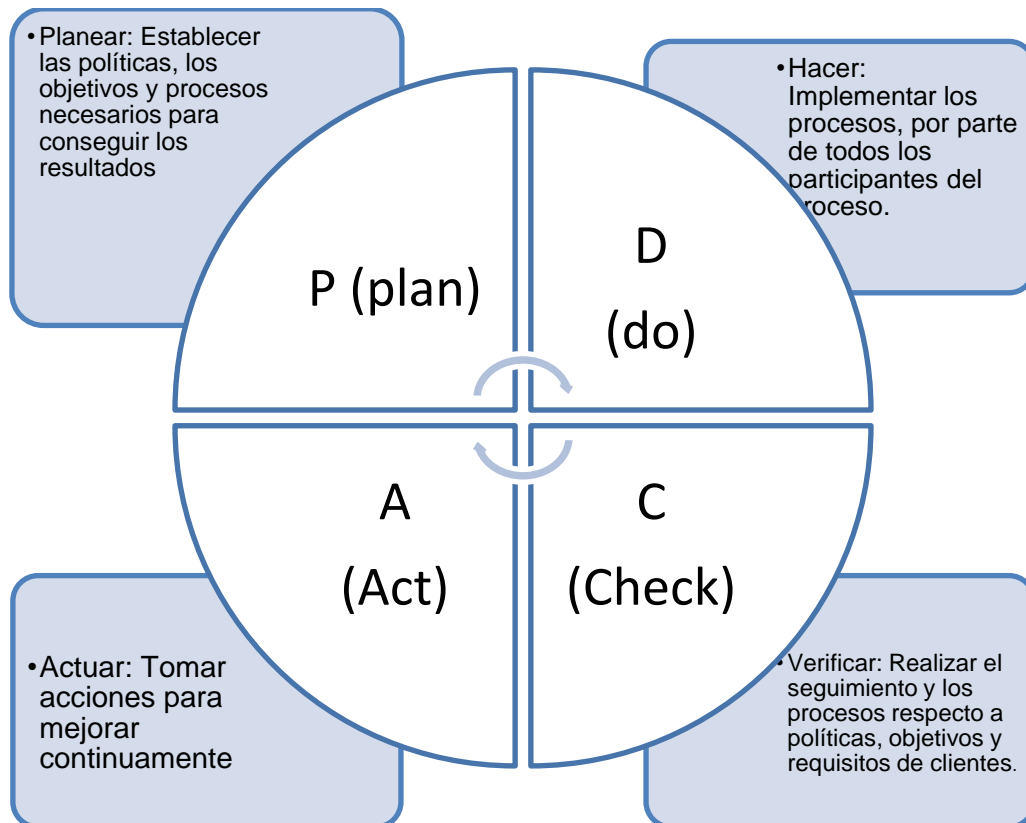 •Planear: Establecer
las políticas, los
objetivos y procesos
necesarios para
conseguir los
resultados
•Hacer:
Implementar los
procesos, por parte
de todos los
participantes del
proceso.
P (plan)
D
(do)
A
(Act)
C
(Check)
•Actuar: Tomar
acciones para
mejorar
continuamente
•Verificar: Realizar el
seguimiento y los
procesos respecto a
políticas, objetivos y
requisitos de clientes.